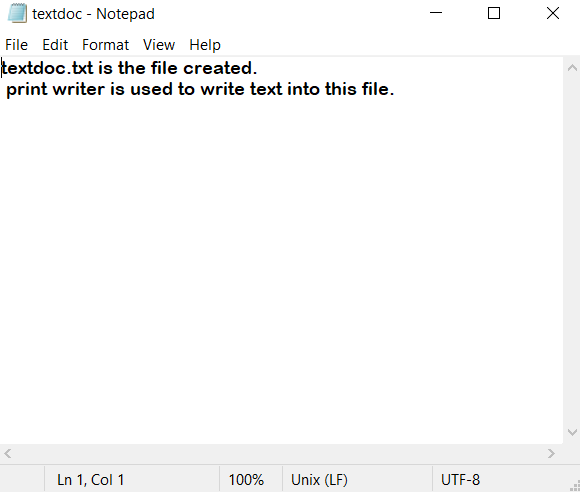 textdoc - Notepad
File Edit Format View Help
textdoc.txt is the file created.
 print writer is used to write text into this file.
Ln 1, Col 1 100% Unix (LF) UTF-8